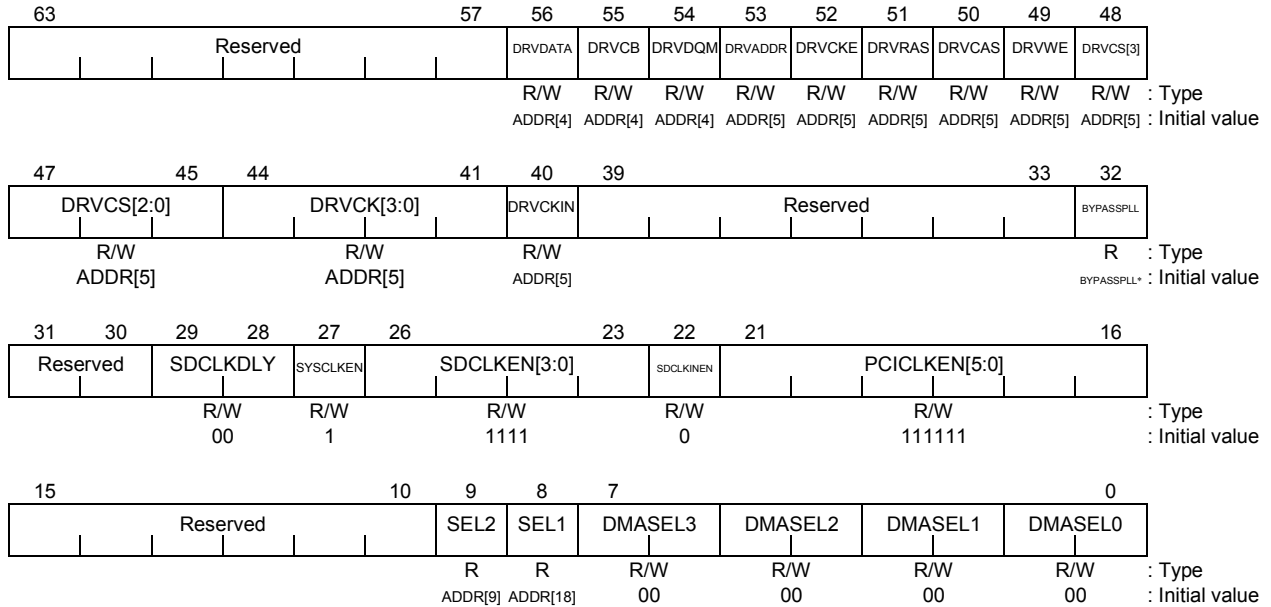 63 57 56 55 54 53 52 51 50 49 48
Reserved DRVDATA DRVCB DRVDQM DRVADDR DRVCKE DRVRAS DRVCAS DRVWE DRVCS[3]
R/W R/W R/W R/W R/W R/W R/W R/W R/W : Type
ADDR[4] ADDR[4] ADDR[4] ADDR[5] ADDR[5] ADDR[5] ADDR[5] ADDR[5] ADDR[5] : Initial value
47 45 44 41 40 39 33 32
DRVCS[2:0] DRVCK[3:0] DRVCKIN Reserved BYPASSPLL
R/W R/W R/W R : Type
ADDR[5] ADDR[5] ADDR[5] BYPASSPLL* : Initial value
31 30 29 28 27 26 23 22 21 16
Reserved SDCLKDLY SYSCLKEN SDCLKEN[3:0] SDCLKINEN PCICLKEN[5:0]
R/W R/W R/W R/W R/W : Type
00 1 1111 0 111111 : Initial value
15 10 9 8 7 0
Reserved SEL2 SEL1 DMASEL3 DMASEL2 DMASEL1 DMASEL0
R R R/W R/W R/W R/W : Type
ADDR[9] ADDR[18] 00 00 00 00 : Initial value